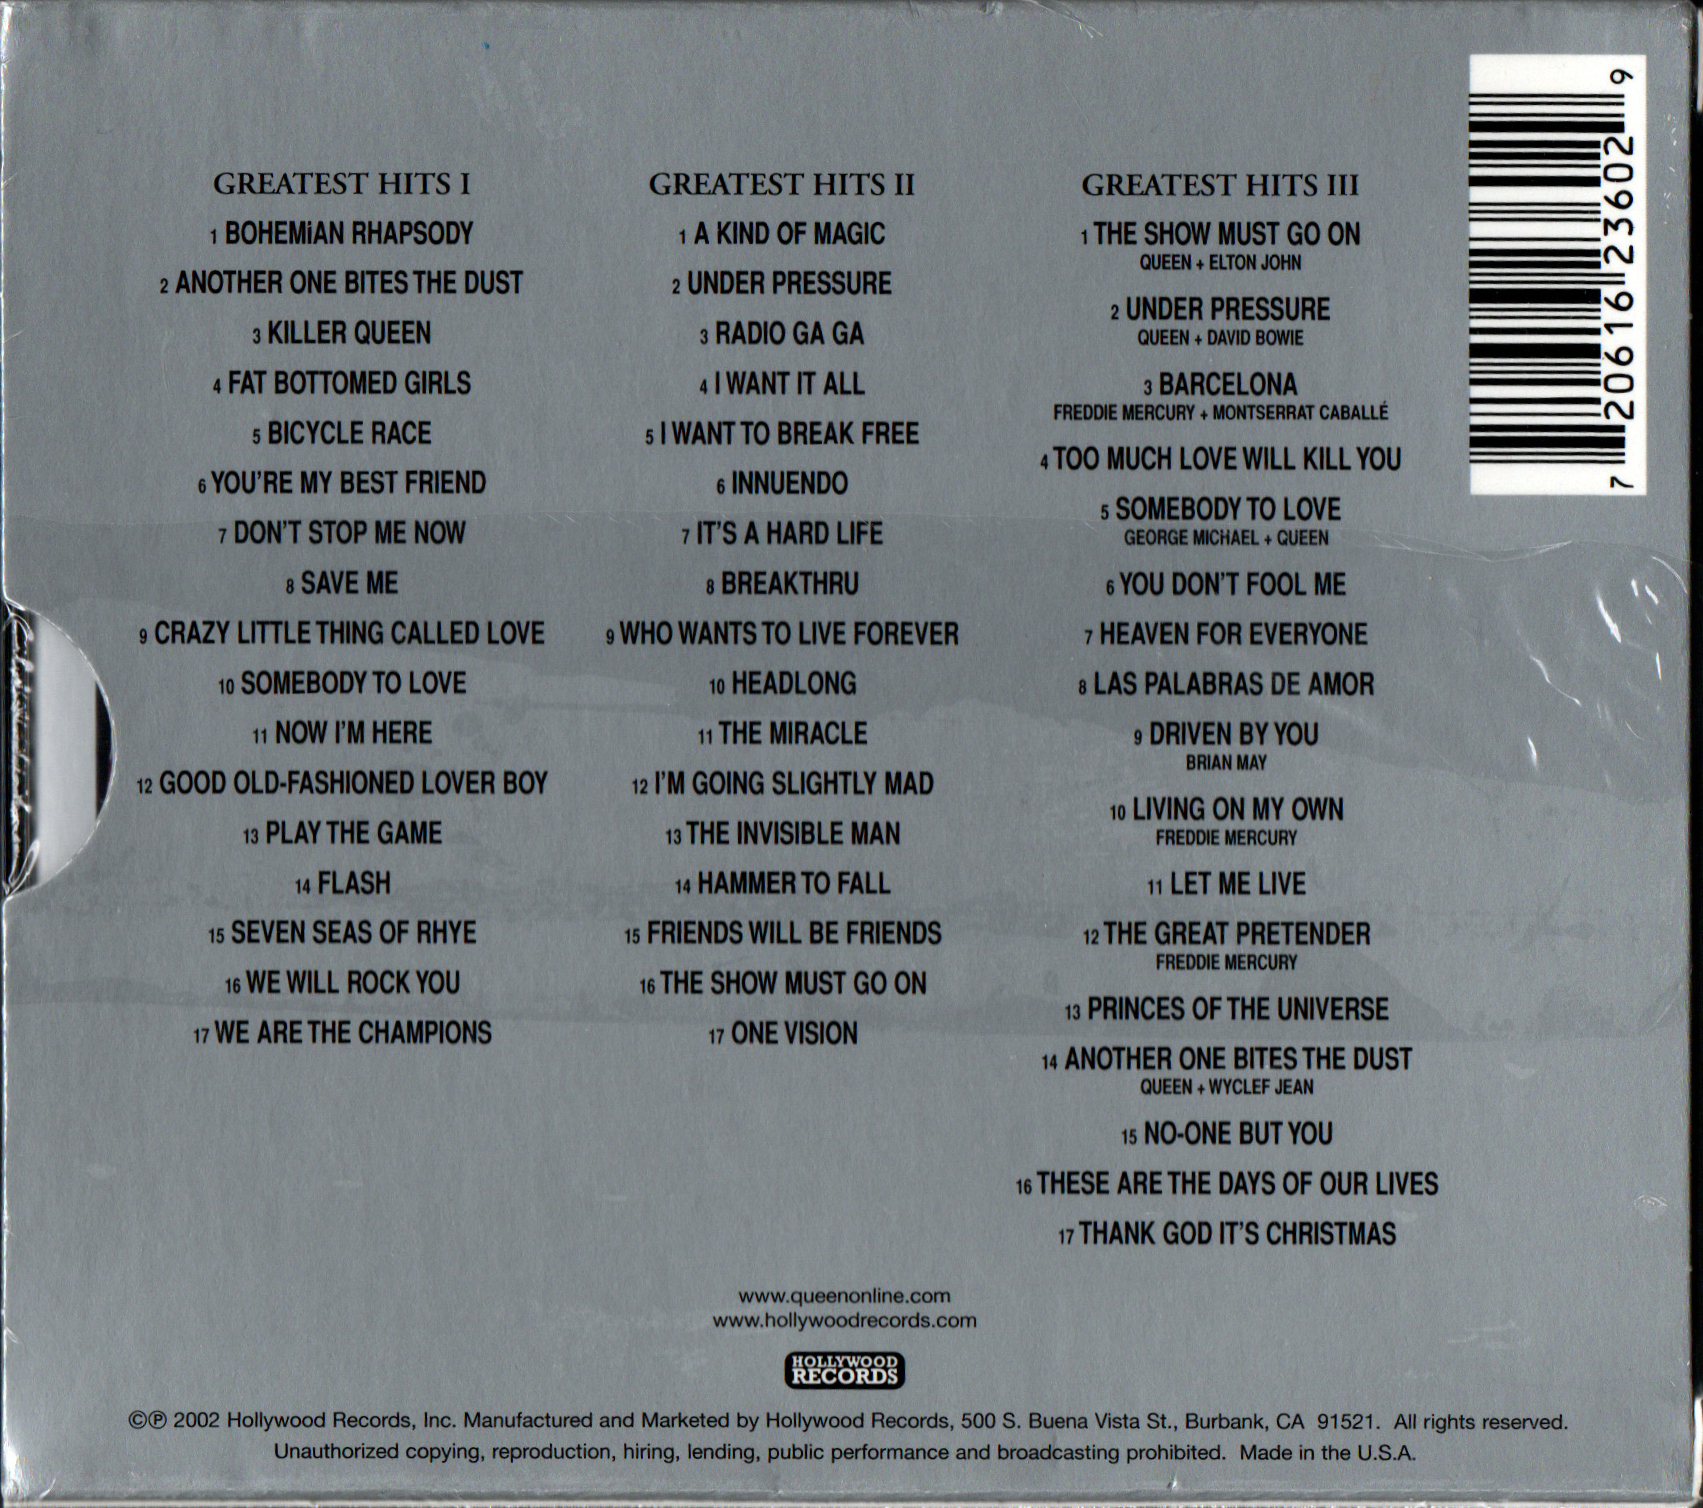 GREATEST HITS I
1 BOHEMiAN RHAPSODY
2 ANOTHER ONE BITES THE DUST
3 KILLER QUEEN
4 FAT BOTTOMED GIRLS
5 BICYCLE RACE
6 YOU'RE MY BEST FRIEND
7 DON'T STOP ME NOW
8 SAVE ME
9 CRAZY LITTLE THING CALLED LOVE
10 SOMEBODY TO LOVE
11 NOW I'M HERE
12 GOOD OLD-FASHIONED LOVER BOY
13 PLAY THE GAME
14 FLASH
15 SEVEN SEAS OF RHYE
16 WE WILL ROCK YOU
17 WE ARE THE CHAMPIONS
GREATEST HITS II
1 A KIND OF MAGIC
2 UNDER PRESSURE
3 RADIO GA GA
4 I WANT IT ALL
5 I WANT TO BREAK FREE
6 INNUENDO
7 IT'S A HARD LIFE
8 BREAKTHRU
9 WHO WANTS TO LIVE FOREVER
10 HEADLONG
11 THE MIRACLE
12 I'M GOING SLIGHTLY MAD
13 THE INVISIBLE MAN
14 HAMMER TO FALL
15 FRIENDS WILL BE FRIENDS
16 THE SHOW MUST GO ON
17 ONE VISION
GREATEST HITS III
1 THE SHOW MUST GO ON
QUEEN + ELTON JOHN
2 UNDER PRESSURE
QUEEN + DAVID BOWIE
3 BARCELONA
FREDDIE MERCURY + MONTSERRAT CABALLÉ
4 TOO MUCH LOVE WILL KILL YOU
5 SOMEBODY TO LOVE
GEORGE MICHAEL + QUEEN
6 YOU DON'T FOOL ME
7 HEAVEN FOR EVERYONE
8 LAS PALABRAS DE AMOR
9 DRIVEN BY YOU
BRIAN MAY
10 LIVING ON MY OWN
FREDDIE MERCURY
11 LET ME LIVE
12 THE GREAT PRETENDER
FREDDIE MERCURY
13 PRINCES OF THE UNIVERSE
14 ANOTHER ONE BITES THE DUST
QUEEN + WYCLEF JEAN
15 NO-ONE BUT YOU
16 THESE ARE THE DAYS OF OUR LIVES
17 THANK GOD IT'S CHRISTMAS
7 20616 23602 9
www.queenonline.com
www.hollywoodrecords.com
HOLLYWOOD
RECORDS
©℗ 2002 Hollywood Records, Inc. Manufactured and Marketed by Hollywood Records, 500 S. Buena Vista St., Burbank, CA 91521. All rights reserved.
Unauthorized copying, reproduction, hiring, lending, public performance and broadcasting prohibited. Made in the U.S.A.